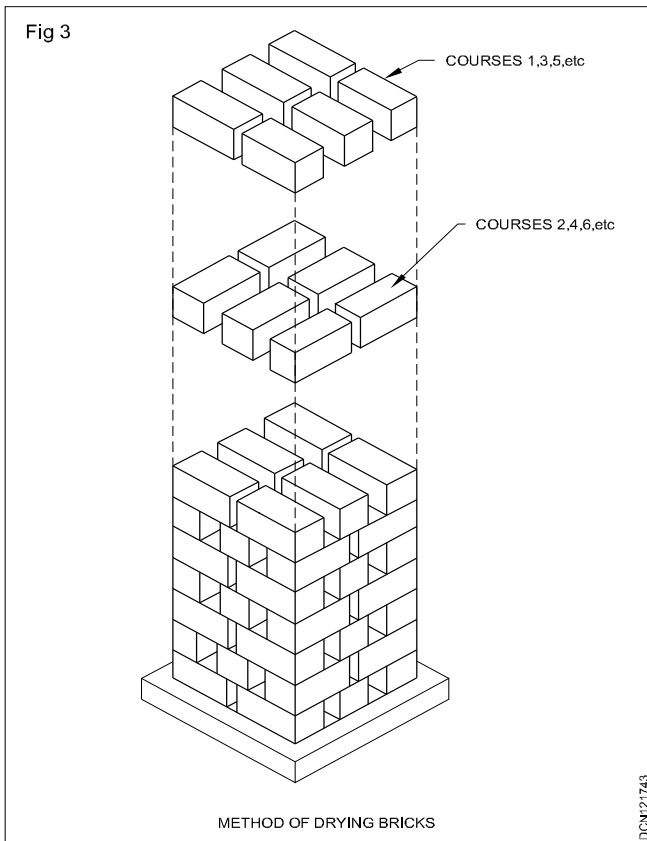 Fig 3
COURSES 1,3,5,etc
COURSES 2,4,6,etc
METHOD OF DRYING BRICKS
DCN121743